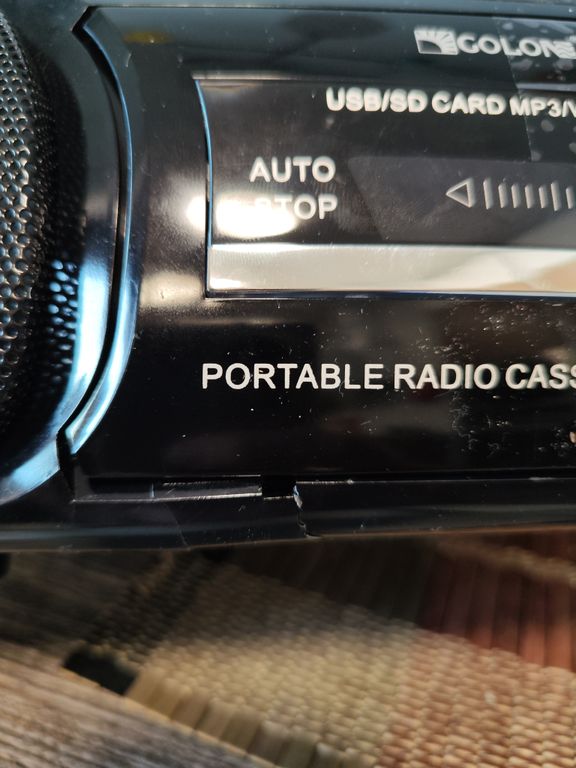 GOLON
USB/SD CARD MP3/
AUTO
STOP
PORTABLE RADIO CASS